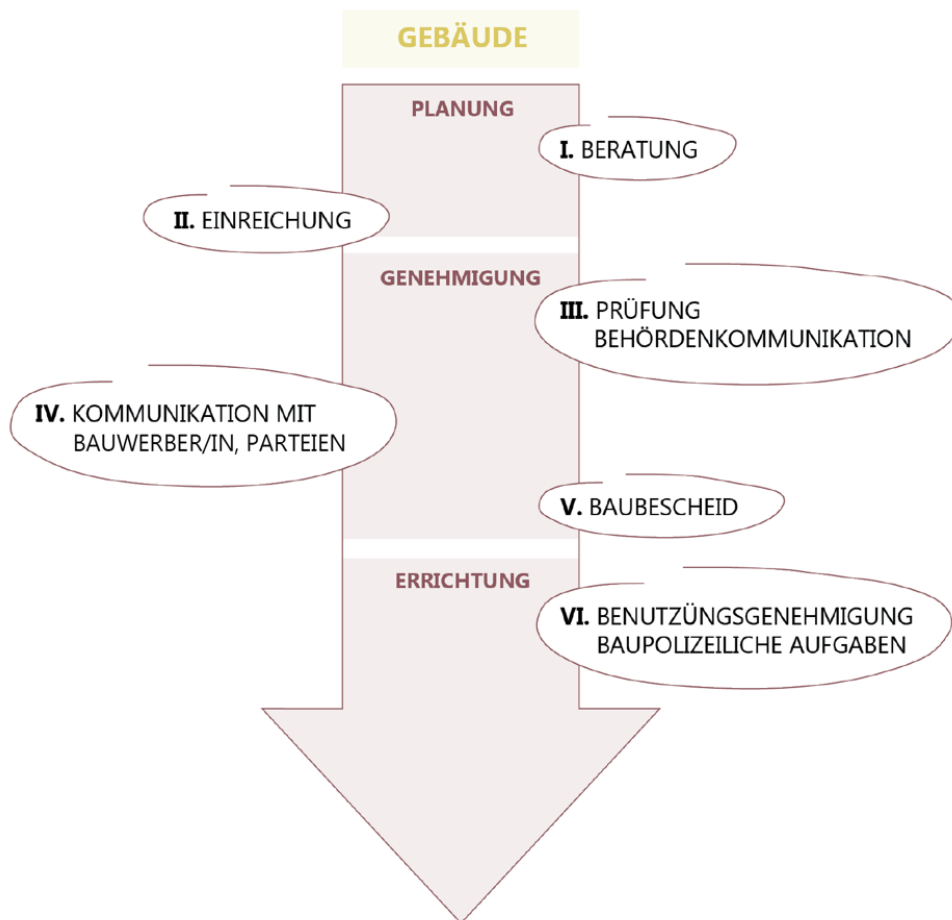 GEBÄUDE
PLANUNG
I. BERATUNG
II. EINREICHUNG
GENEHMIGUNG
III. PRÜFUNG
BEHÖRDENKOMMUNIKATION
IV. KOMMUNIKATION MIT
BAUWERBER/IN, PARTEIEN
V. BAUBESCHEID
ERRICHTUNG
VI. BENUTZÜNGSGENEHMIGUNG
BAUPOLIZEILICHE AUFGABEN